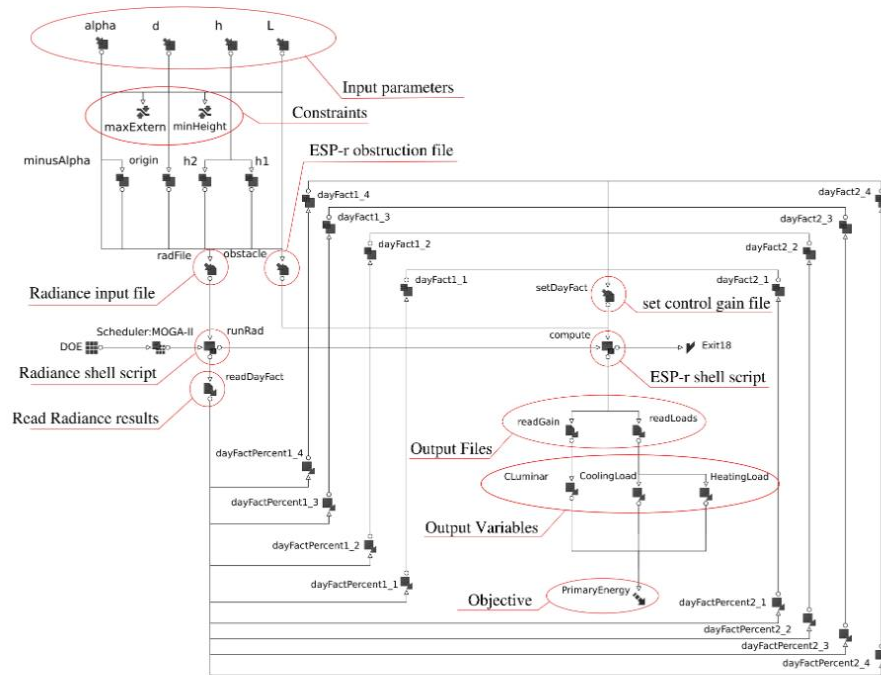 alpha d h L
Input parameters
Constraints
maxExtern minHeight
ESP-r obstruction file
minusAlpha origin h2 h1
dayFact1_4 dayFact2_4
dayFact1_3 dayFact2_3
dayFact1_2 dayFact2_2
radFile obstacle
dayFact1_1 dayFact2_1
Radiance input file
setDayFact
set control gain file
Scheduler:MOGA-II runRad compute
DOE Exit18
Radiance shell script
ESP-r shell script
readDayFact
Read Radiance results
readGain readLoads
Output Files
dayFactPercent1_4
CLuminar CoolingLoad HeatingLoad
dayFactPercent1_3
Output Variables
dayFactPercent1_2
dayFactPercent1_1
PrimaryEnergy
Objective
dayFactPercent2_1
dayFactPercent2_2
dayFactPercent2_3
dayFactPercent2_4